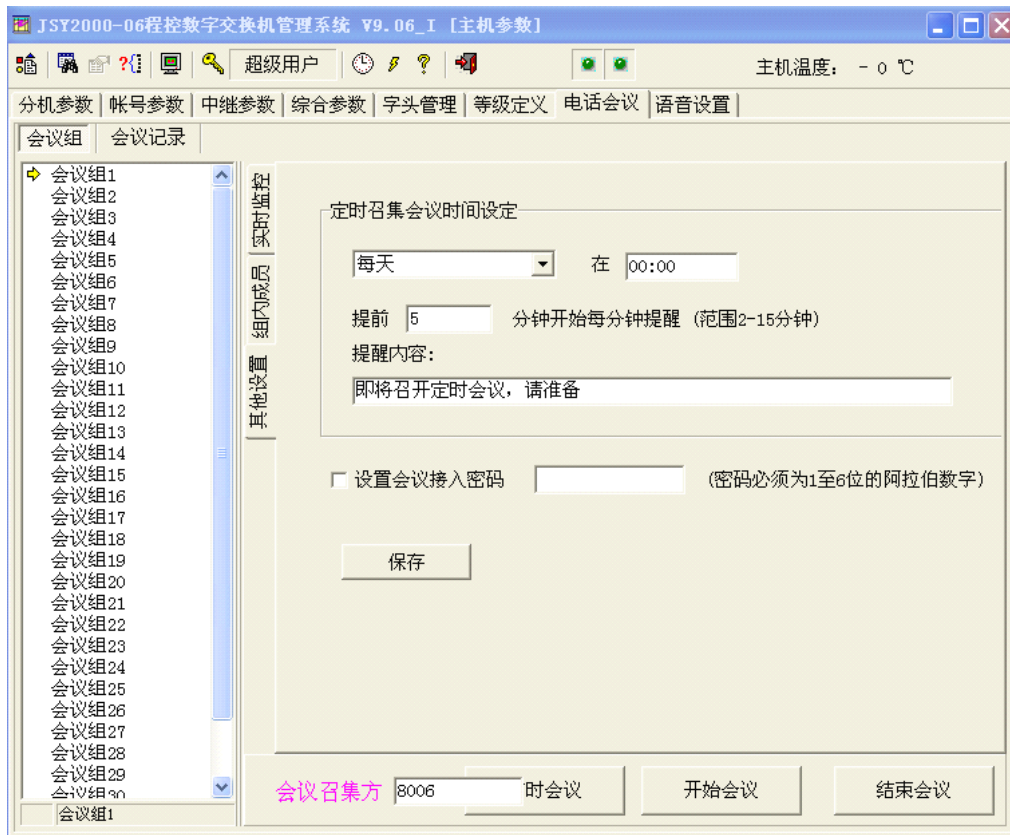 JSY2000-06程控数字交换机管理系统 V9.06_I [主机参数]
超级用户 主机温度: - 0 ℃
分机参数 帐号参数 中继参数 综合参数 字头管理 等级定义 电话会议 语音设置
会议组 会议记录
会议组1
会议组2
会议组3
会议组4
会议组5
会议组6
会议组7
会议组8
会议组9
会议组10
会议组11
会议组12
会议组13
会议组14
会议组15
会议组16
会议组17
会议组18
会议组19
会议组20
会议组21
会议组22
会议组23
会议组24
会议组25
会议组26
会议组27
会议组28
会议组29
会议组30
会议组1
实时监控
组内成员
其他设置
定时召集会议时间设定
每天 在 00:00
提前 5 分钟开始每分钟提醒 (范围2-15分钟)
提醒内容:
即将召开定时会议，请准备
设置会议接入密码 (密码必须为1至6位的阿拉伯数字)
保存
会议召集方 8006 时会议 开始会议 结束会议